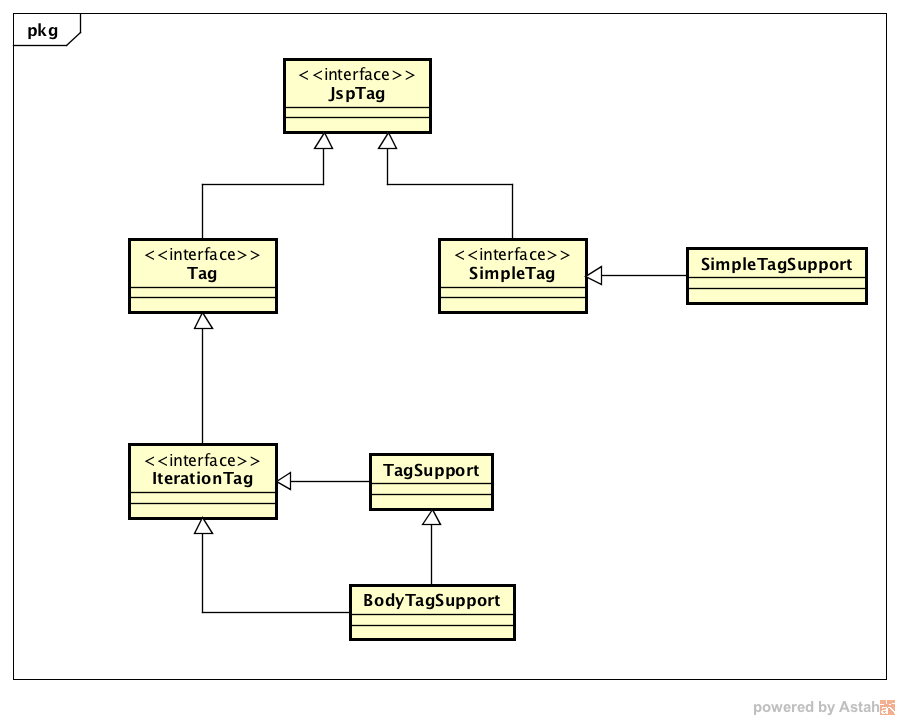 pkg
<<interface>>
JspTag
<<interface>>
Tag
<<interface>>
SimpleTag
SimpleTagSupport
<<interface>>
IterationTag
TagSupport
BodyTagSupport
powered by Astah